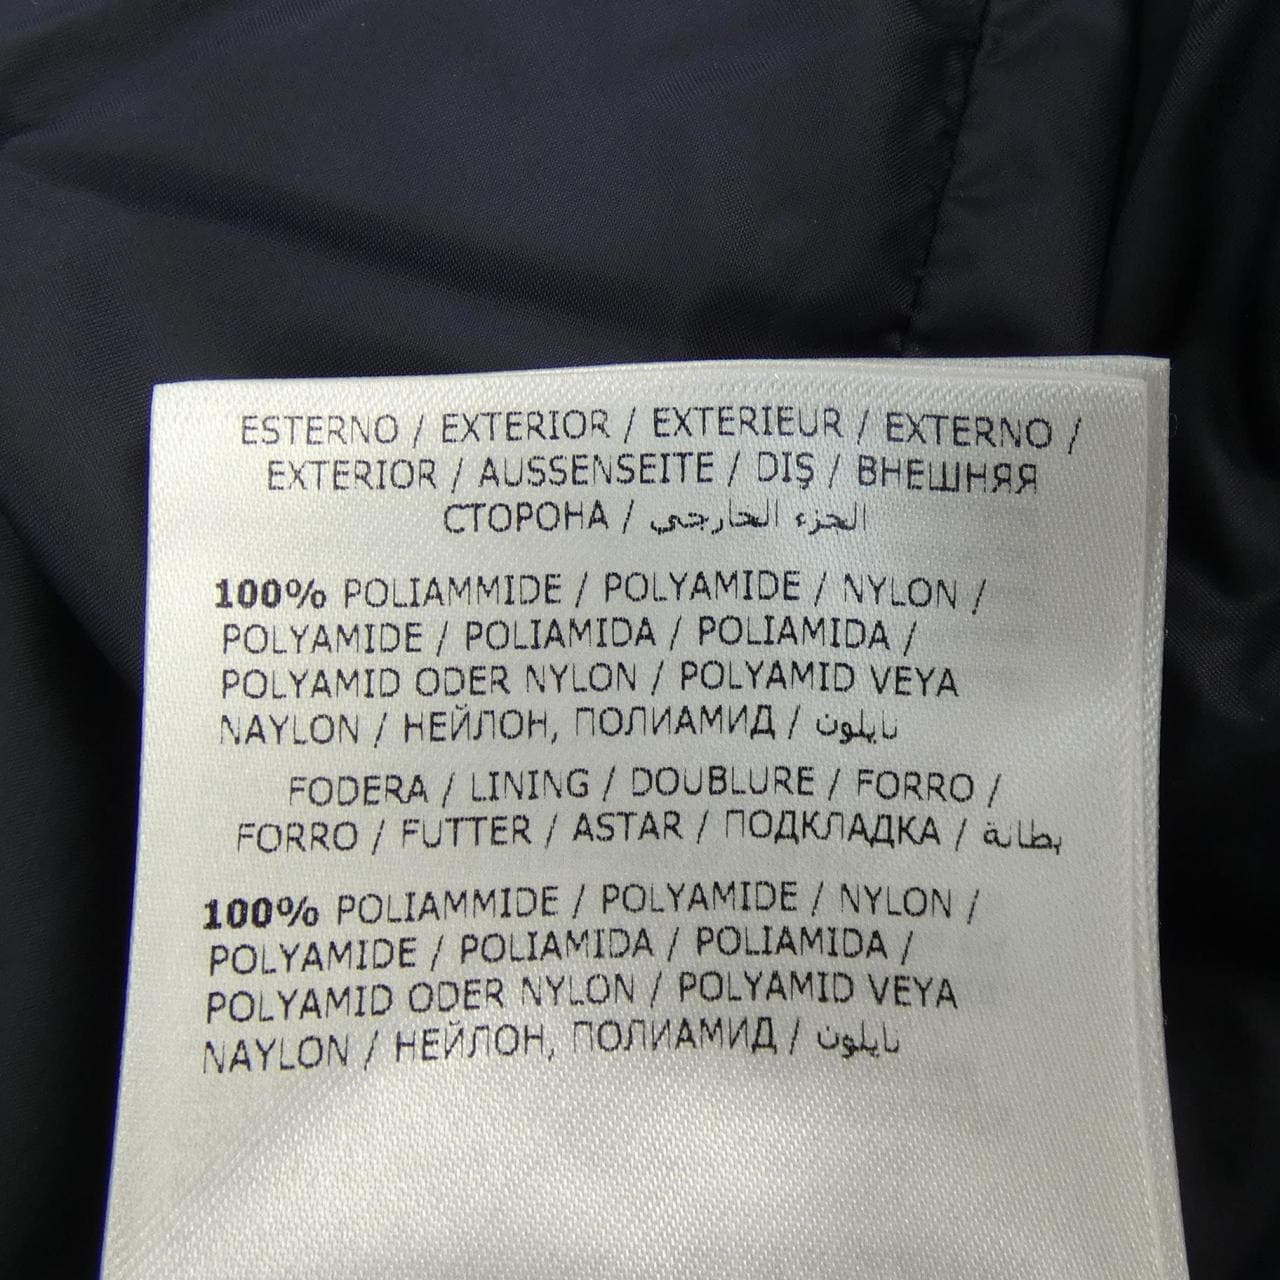 ESTERNO / EXTERIOR / EXTERIEUR / EXTERNO /
EXTERIOR / AUSSENSEITE / DIŞ / ВНЕШНЯЯ
СТОРОНА / الجزء الخارجي
100% POLIAMMIDE / POLYAMIDE / NYLON /
POLYAMIDE / POLIAMIDA / POLIAMIDA /
POLYAMID ODER NYLON / POLYAMID VEYA
NAYLON / НЕЙЛОН, ПОЛИАМИД / نايلون
FODERA / LINING / DOUBLURE / FORRO /
FORRO / FUTTER / ASTAR / ПОДКЛАДКА / بطانة
100% POLIAMMIDE / POLYAMIDE / NYLON /
POLYAMIDE / POLIAMIDA / POLIAMIDA /
POLYAMID ODER NYLON / POLYAMID VEYA
NAYLON / НЕЙЛОН, ПОЛИАМИД / نايلون